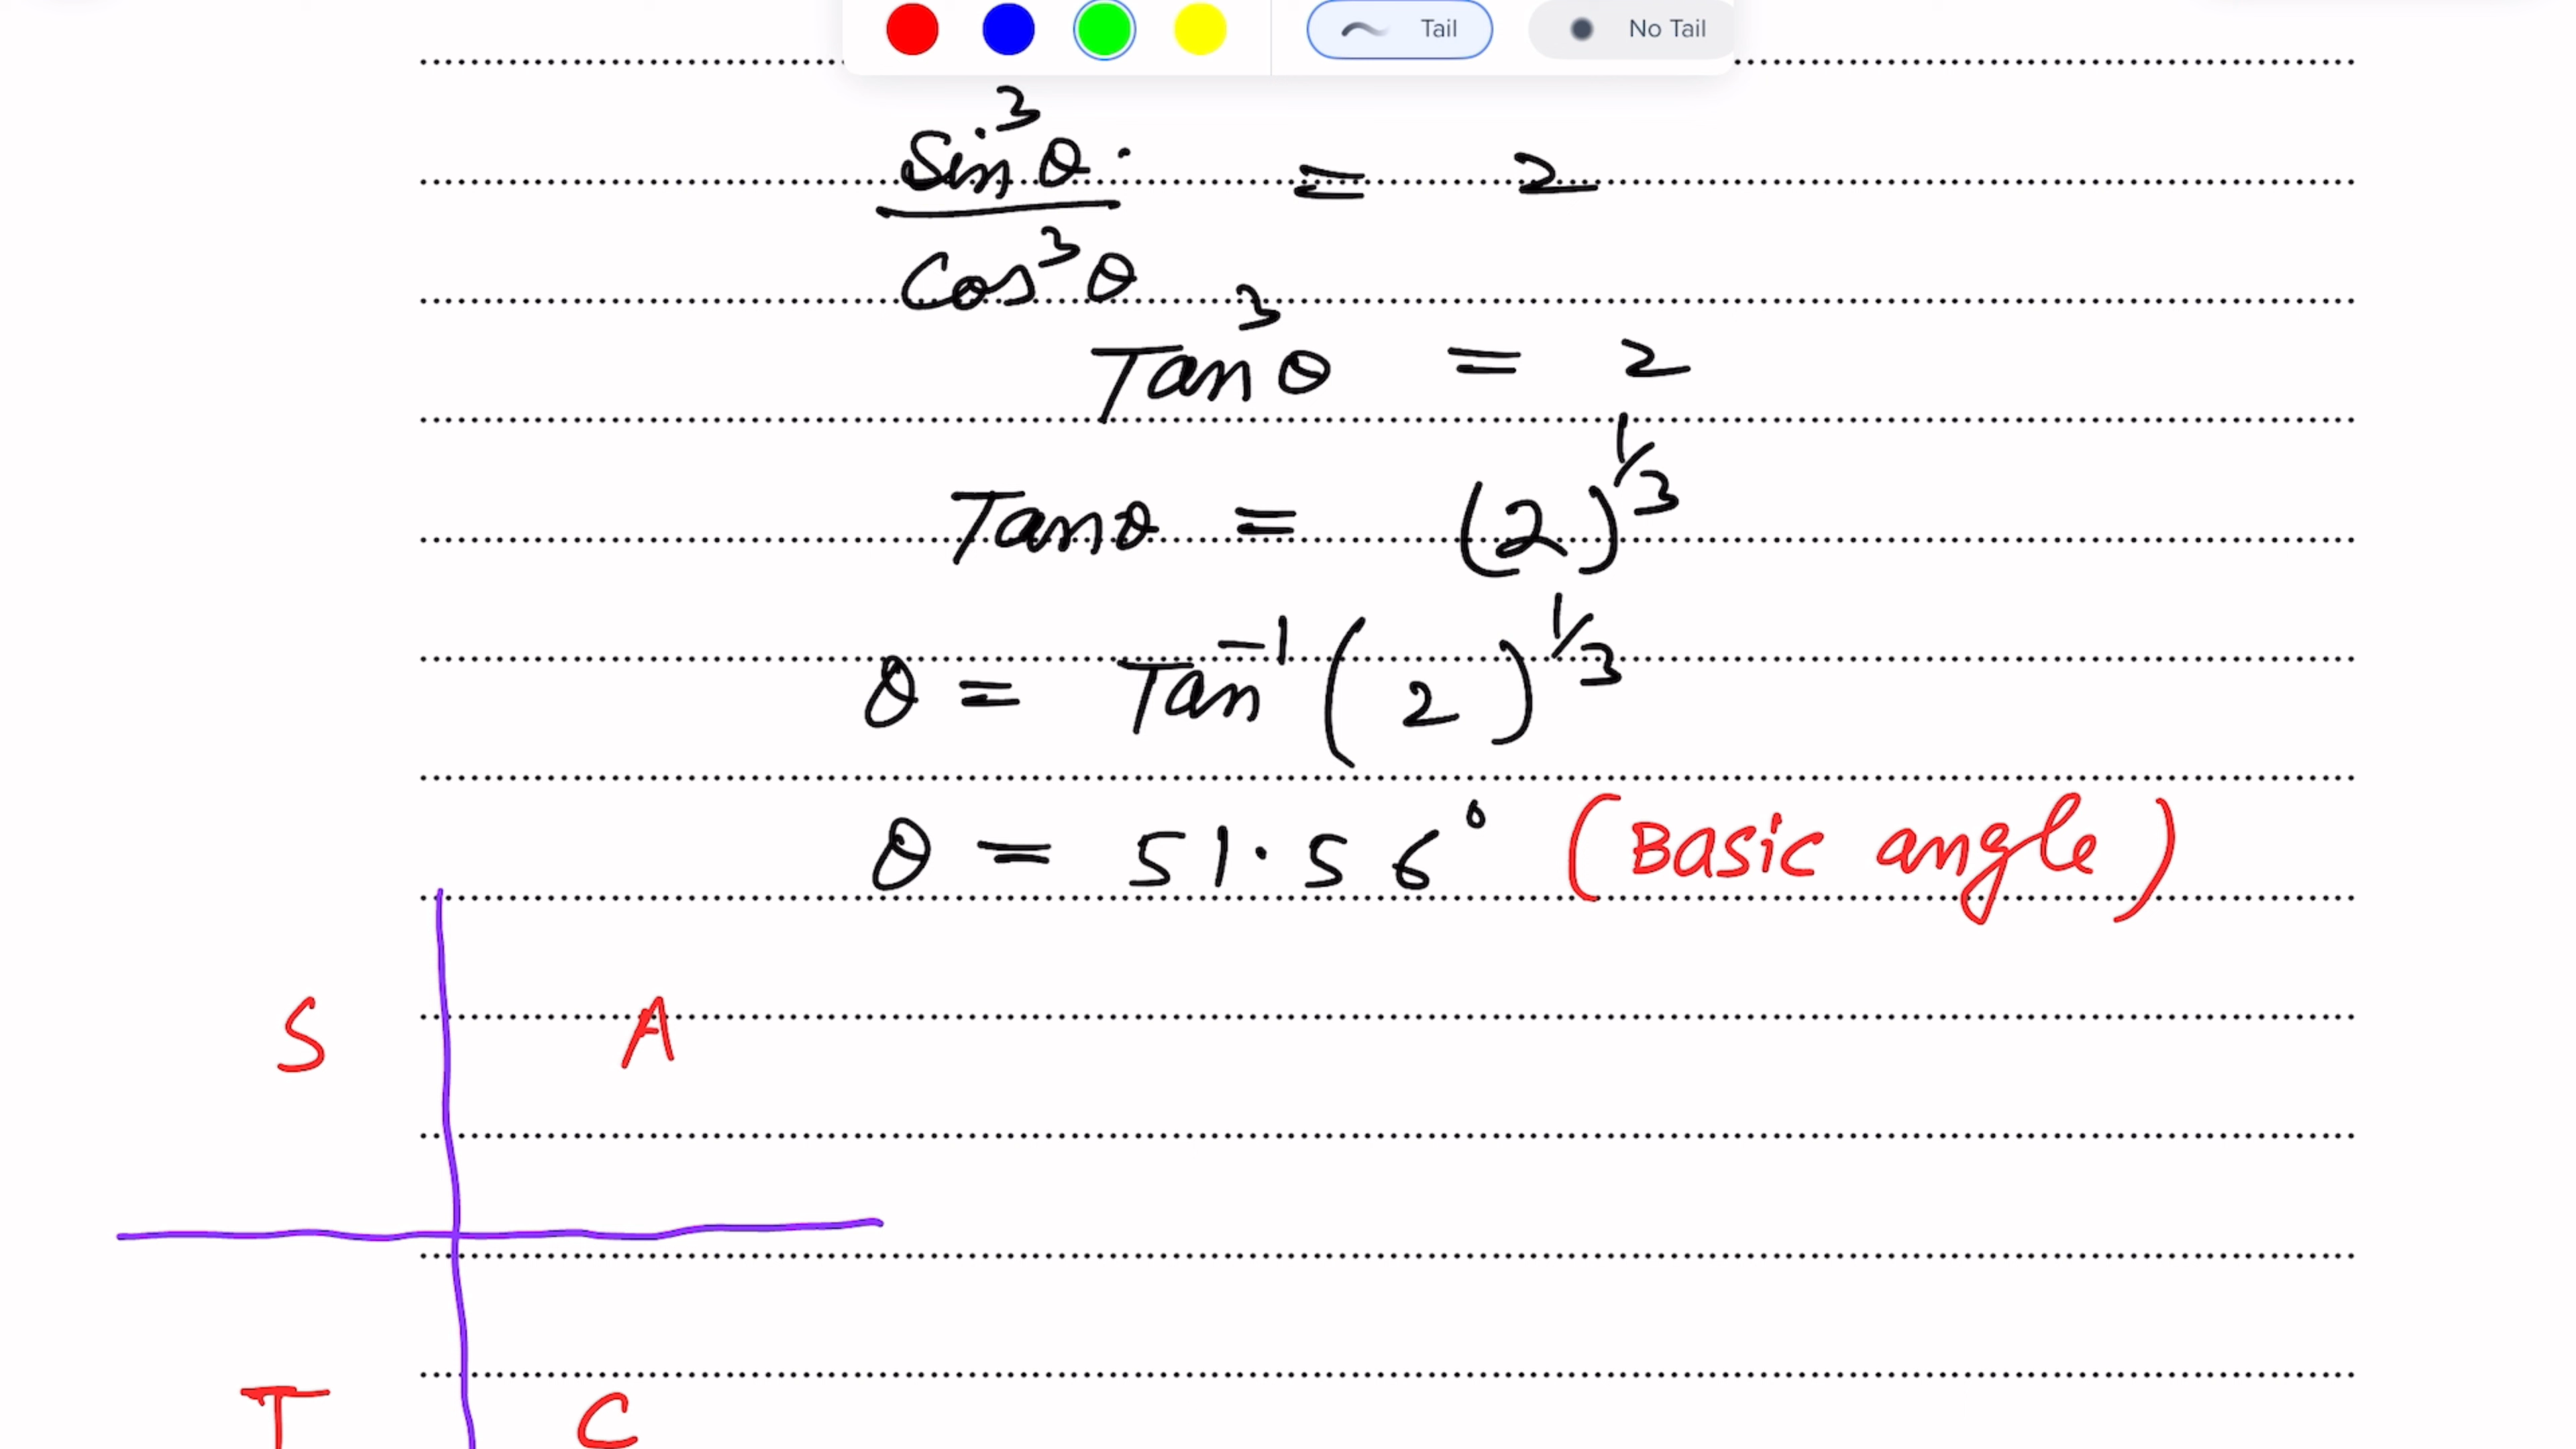 Tail No Tail
Sin³θ = 2
Cos³θ
Tan³θ = 2
Tanθ = (2)^1/3
θ = Tan⁻¹(2)^1/3
θ = 51.56° (Basic angle)
S A
T C